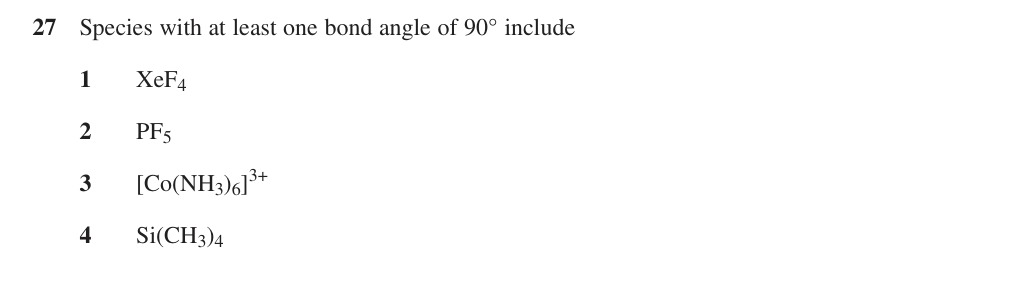 27 Species with at least one bond angle of 90° include
1 XeF₄
2 PF₅
3 [Co(NH₃)₆]³⁺
4 Si(CH₃)₄